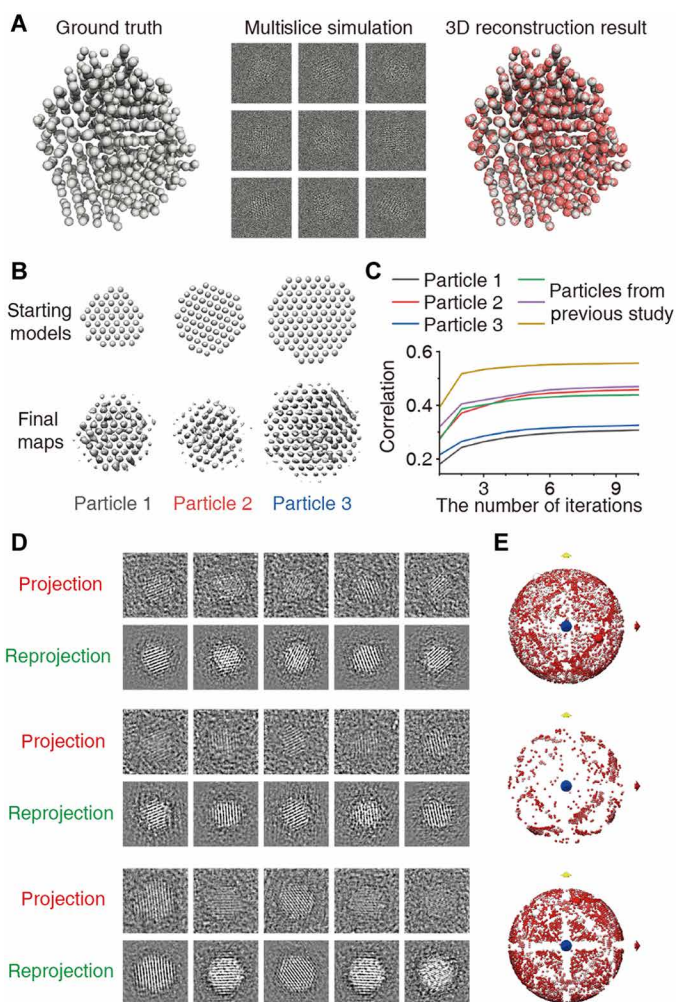 A
Ground truth
Multislice simulation
3D reconstruction result
B
Starting
models
Final
maps
Particle 1
Particle 2
Particle 3
C
Particle 1
Particle 2
Particle 3
Particles from
previous study
0.6
0.4
0.2
Correlation
3
6
9
The number of iterations
D
Projection
Reprojection
Projection
Reprojection
Projection
Reprojection
E